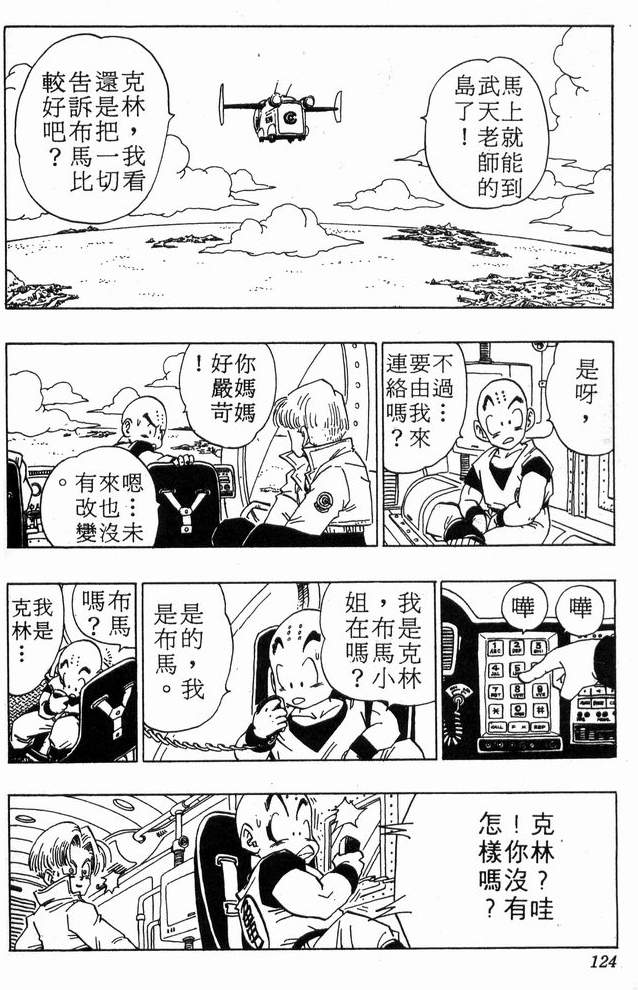 馬上就能到
武天老師的
島了！
克林，我看
還是把一切
告訴布馬比
較好吧？
是呀，
不過…
要由我來
連絡嗎？
你媽媽
好嚴苛
！
嗯…未
來也沒
有改變
。
嘩
嘩
我是克林
，布馬小
姐在嗎？
是的，我
是布馬。
布馬
嗎？
我是
克林…
克林？哇
！你沒有
怎樣嗎？
124